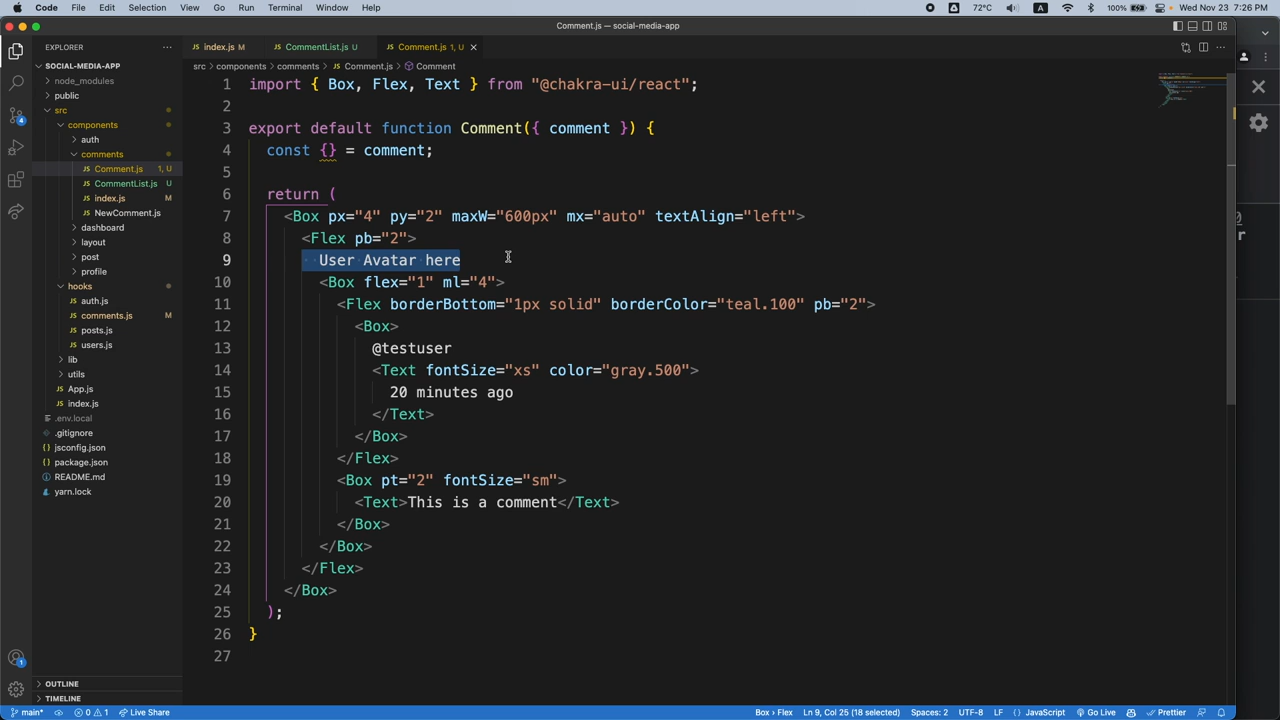 Code File Edit Selection View Go Run Terminal Window Help 72°C A 100% Wed Nov 23 7:26 PM
Comment.js — social-media-app
EXPLORER
index.js M CommentList.js U Comment.js 1, U
SOCIAL-MEDIA-APP
src > components > comments > Comment.js > Comment
node_modules
public
src
components
auth
comments
Comment.js 1, U
CommentList.js U
index.js M
NewComment.js
dashboard
layout
post
profile
hooks
auth.js
comments.js M
posts.js
users.js
lib
utils
App.js
index.js
.env.local
.gitignore
jsconfig.json
package.json
README.md
yarn.lock
OUTLINE
TIMELINE
1 import { Box, Flex, Text } from "@chakra-ui/react";
2
3 export default function Comment({ comment }) {
4 const {} = comment;
5
6 return (
7 <Box px="4" py="2" maxW="600px" mx="auto" textAlign="left">
8 <Flex pb="2">
9 User Avatar here
10 <Box flex="1" ml="4">
11 <Flex borderBottom="1px solid" borderColor="teal.100" pb="2">
12 <Box>
13 @testuser
14 <Text fontSize="xs" color="gray.500">
15 20 minutes ago
16 </Text>
17 </Box>
18 </Flex>
19 <Box pt="2" fontSize="sm">
20 <Text>This is a comment</Text>
21 </Box>
22 </Box>
23 </Flex>
24 </Box>
25 );
26 }
27
main* 0 1 Live Share Box > Flex Ln 9, Col 25 (18 selected) Spaces: 2 UTF-8 LF {} JavaScript Go Live Prettier